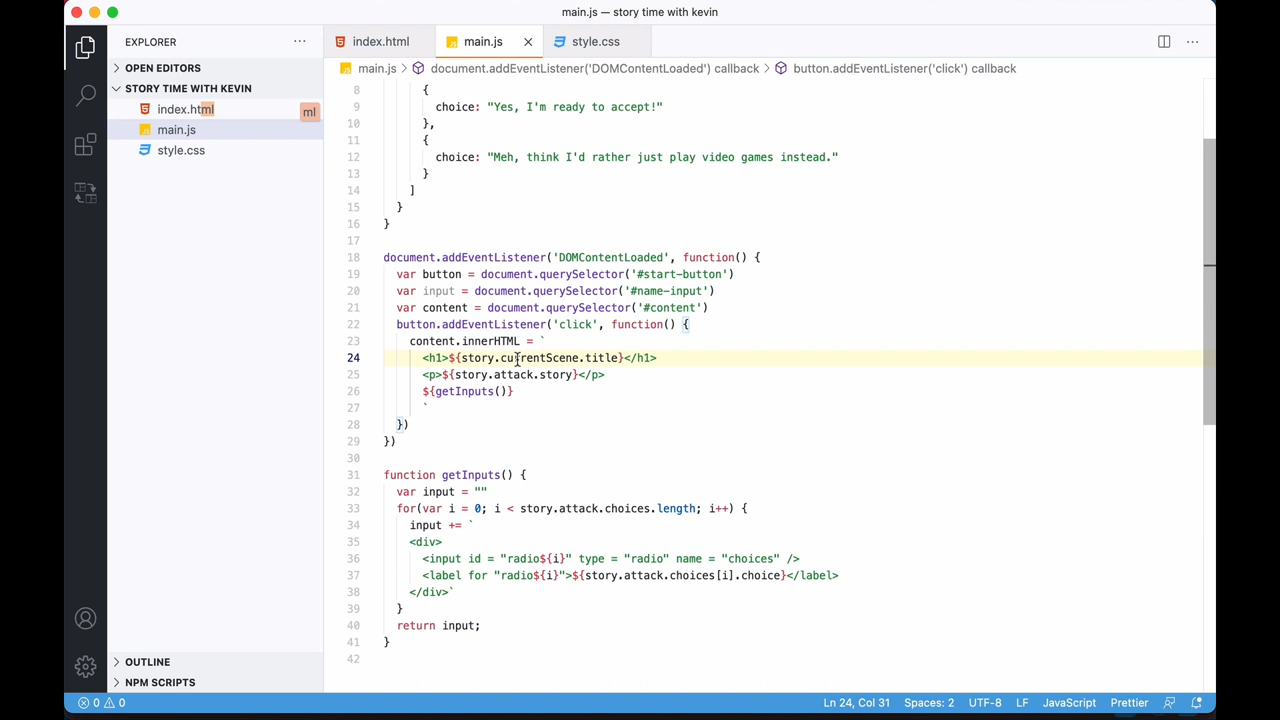 main.js — story time with kevin
EXPLORER
index.html
main.js
style.css
main.js > document.addEventListener('DOMContentLoaded') callback > button.addEventListener('click') callback
OPEN EDITORS
STORY TIME WITH KEVIN
index.html
ml
main.js
style.css
OUTLINE
NPM SCRIPTS
8 {
9 choice: "Yes, I'm ready to accept!"
10 },
11 {
12 choice: "Meh, think I'd rather just play video games instead."
13 }
14 ]
15 }
16 }
17
18 document.addEventListener('DOMContentLoaded', function() {
19 var button = document.querySelector('#start-button')
20 var input = document.querySelector('#name-input')
21 var content = document.querySelector('#content')
22 button.addEventListener('click', function() {
23 content.innerHTML = `
24 <h1>${story.currentScene.title}</h1>
25 <p>${story.attack.story}</p>
26 ${getInputs()}
27 `
28 })
29 })
30
31 function getInputs() {
32 var input = ""
33 for(var i = 0; i < story.attack.choices.length; i++) {
34 input += `
35 <div>
36 <input id = "radio${i}" type = "radio" name = "choices" />
37 <label for "radio${i}">${story.attack.choices[i].choice}</label>
38 </div>`
39 }
40 return input;
41 }
42
0 0
Ln 24, Col 31 Spaces: 2 UTF-8 LF JavaScript Prettier